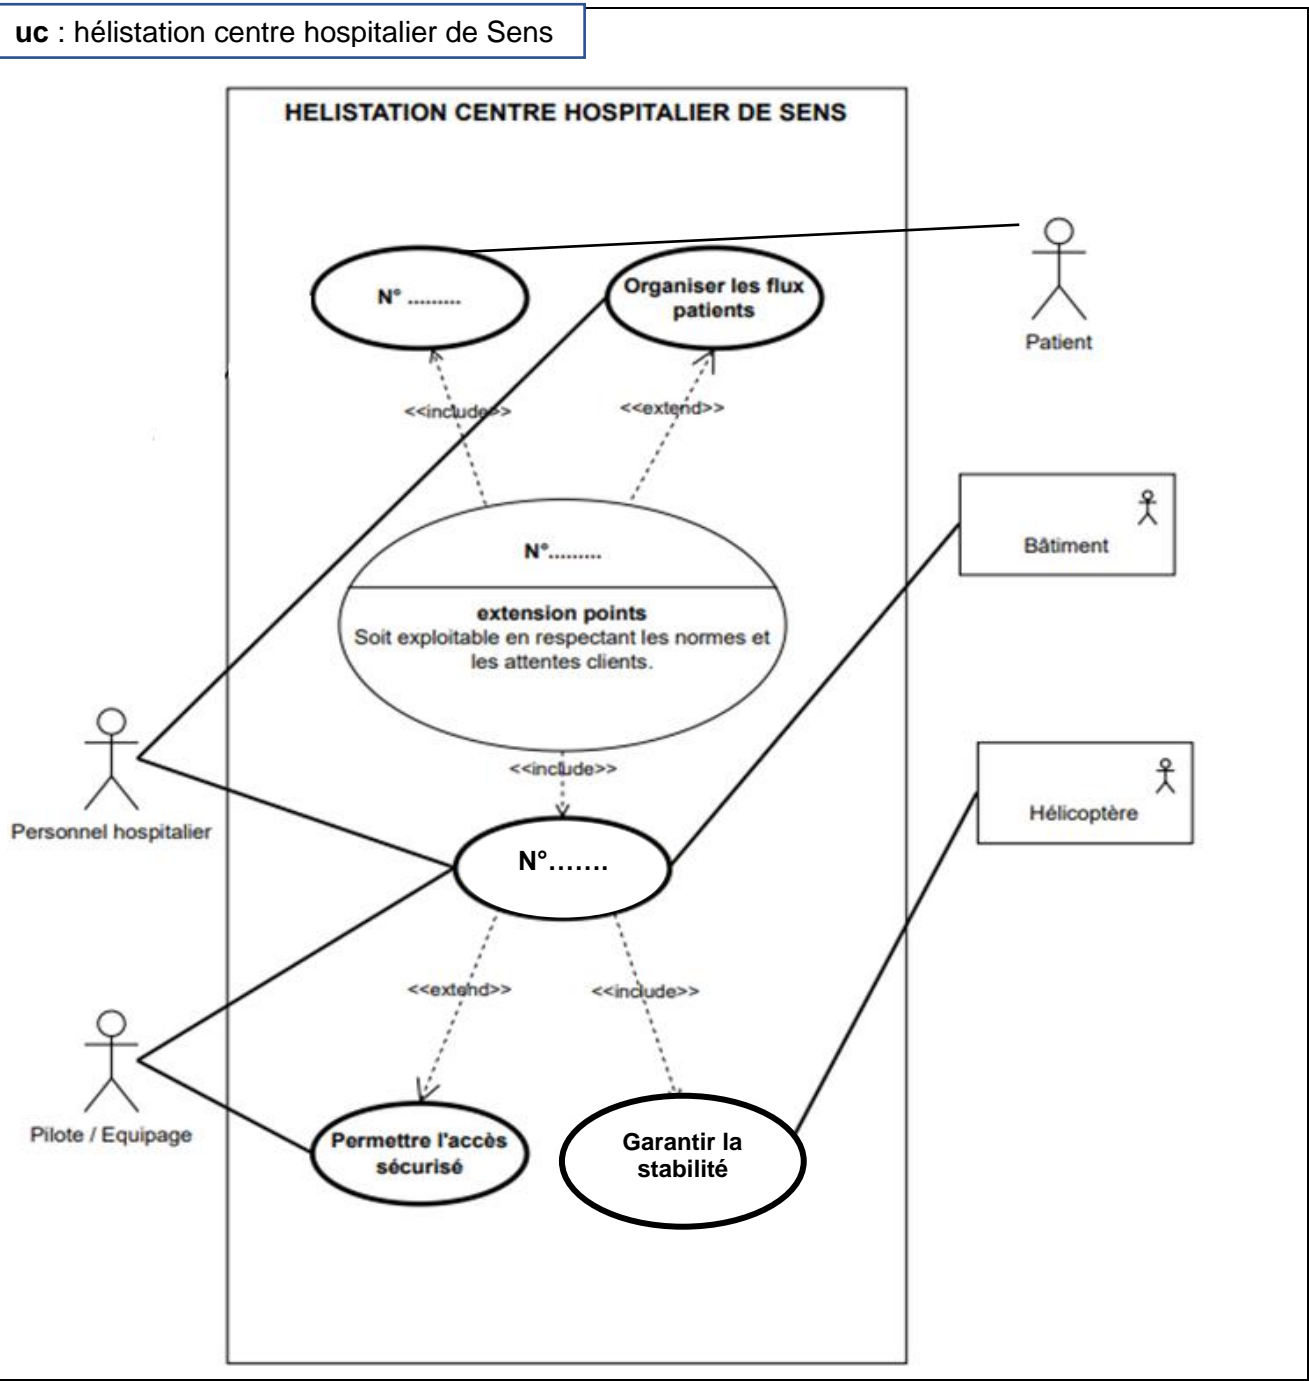 uc : hélistation centre hospitalier de Sens
HELISTATION CENTRE HOSPITALIER DE SENS
N° .........
Organiser les flux
patients
Patient
<<include>>
<<extend>>
Bâtiment
N°.........
extension points
Soit exploitable en respectant les normes et
les attentes clients.
Personnel hospitalier
<<include>>
Hélicoptère
N°.......
<<extend>>
<<include>>
Pilote / Equipage
Permettre l'accès
sécurisé
Garantir la
stabilité